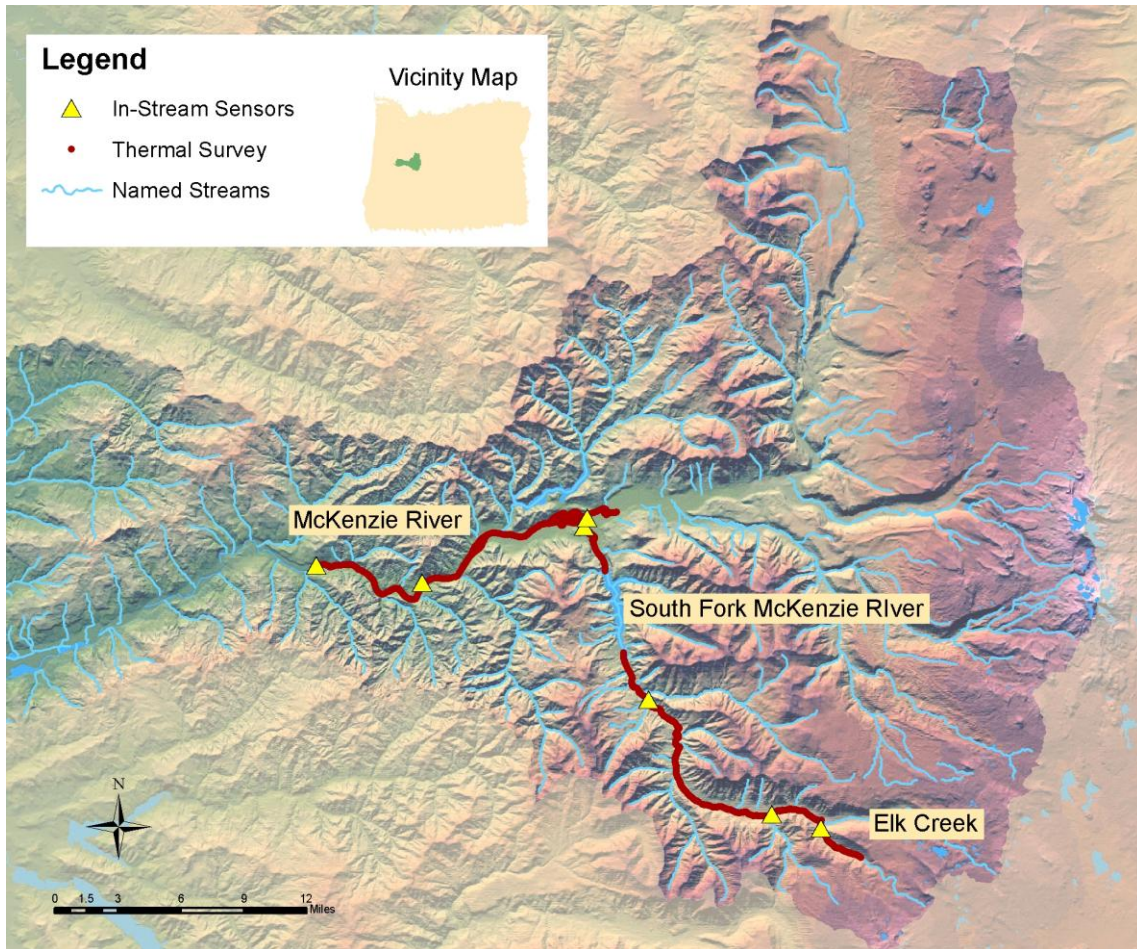 Legend
Vicinity Map
In-Stream Sensors
Thermal Survey
Named Streams
McKenzie River
South Fork McKenzie RIver
Elk Creek
N
0 1.5 3 6 9 12
Miles